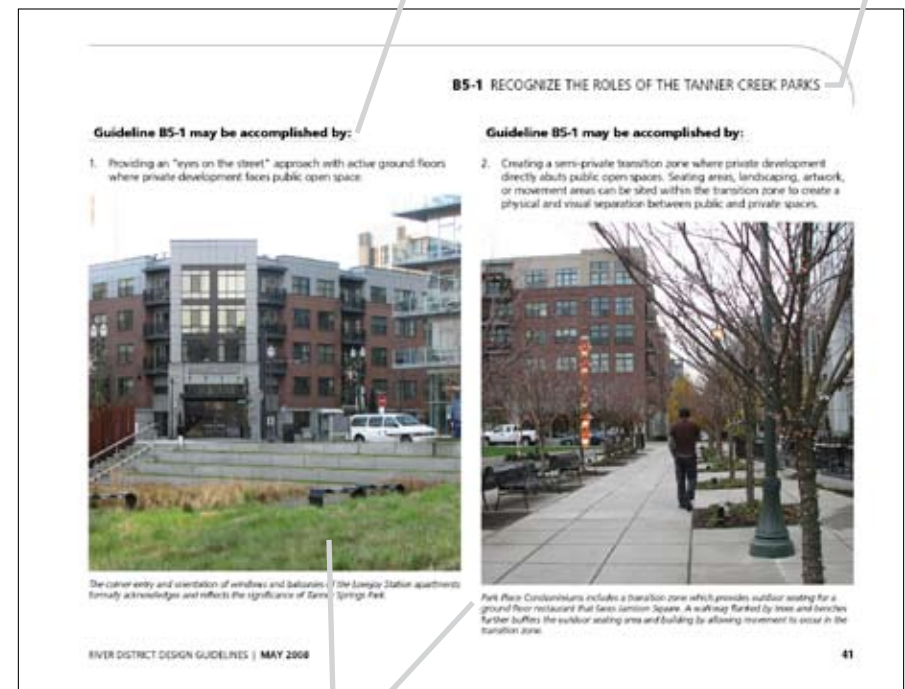 B5-1 RECOGNIZE THE ROLES OF THE TANNER CREEK PARKS
Guideline B5-1 may be accomplished by:
1. Providing an "eyes on the street" approach with active ground floors
where private development faces public open space.
The corner entry and orientation of windows and balconies of the Lovejoy Station apartments
formally acknowledges and reflects the significance of Tanner Springs Park.
Guideline B5-1 may be accomplished by:
2. Creating a semi-private transition zone where private development
directly abuts public open spaces. Seating areas, landscaping, artwork,
or movement areas can be sited within the transition zone to create a
physical and visual separation between public and private spaces.
Park Place Condominiums includes a transition zone which provides outdoor seating for a
ground floor restaurant that faces Jamison Square. A walkway flanked by trees and benches
further buffers the outdoor seating area and building by allowing movement to occur in the
transition zone.
RIVER DISTRICT DESIGN GUIDELINES | MAY 2008
41